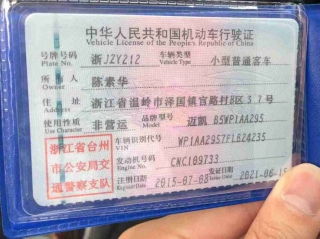 中华人民共和国机动车行驶证
Vehicle License of the People's Republic of China
号牌号码 浙JZY212 车辆类型 小型普通客车
Plate No. Vehicle Type
所有人 陈素华
Owner
住址 浙江省温岭市泽国镇官路村B区37号
Address
使用性质 非营运 品牌型号 迈凯 B5WP1AA295
Use Character Model
浙江省台州
市公安局交
通警察支队
车辆识别代号 WP1AA2957FLB24235
VIN
发动机号码 CNC109733
Engine No.
注册日期 2015-07-08 发证日期 2021-06-15
Register Date Issue Date